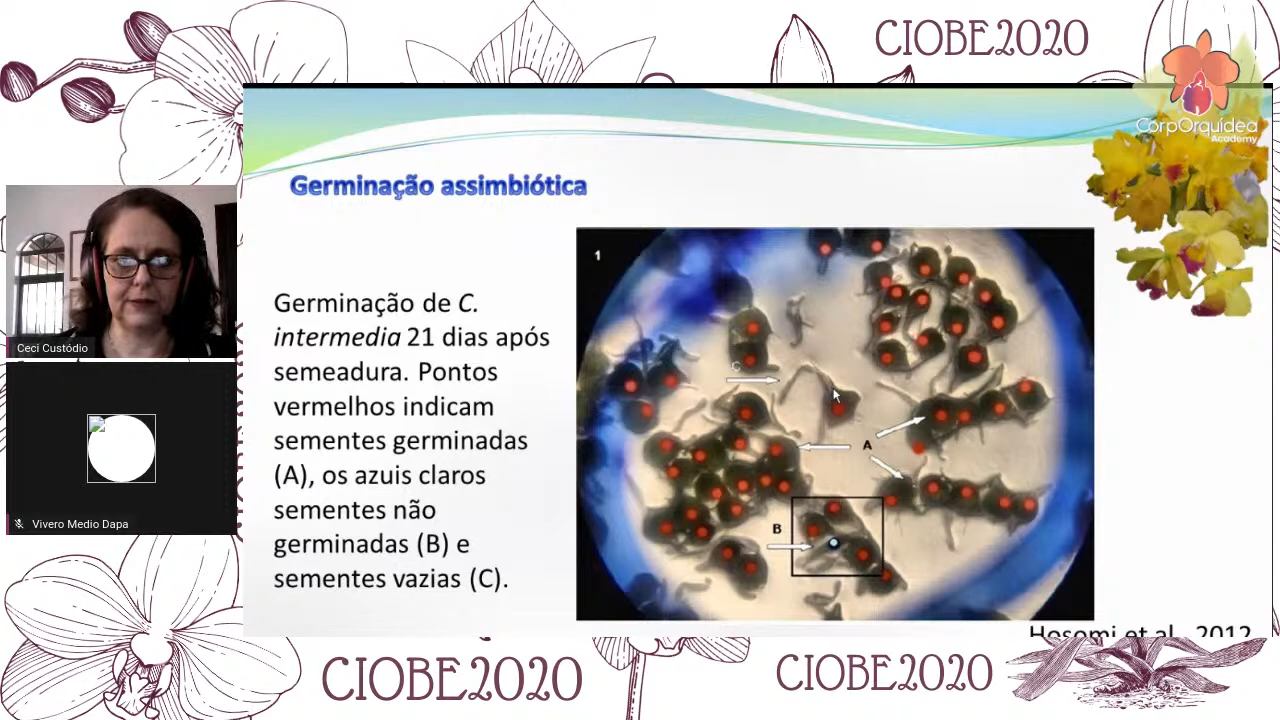 CIOBE2020
CorpOrquídea
Academy
Germinação assimbiótica
Germinação de C.
intermedia 21 dias após
semeadura. Pontos
vermelhos indicam
sementes germinadas
(A), os azuis claros
sementes não
germinadas (B) e
sementes vazias (C).
1
C
A
B
Hosomi et al., 2012
Ceci Custódio
Vivero Medio Dapa
CIOBE2020
CIOBE2020